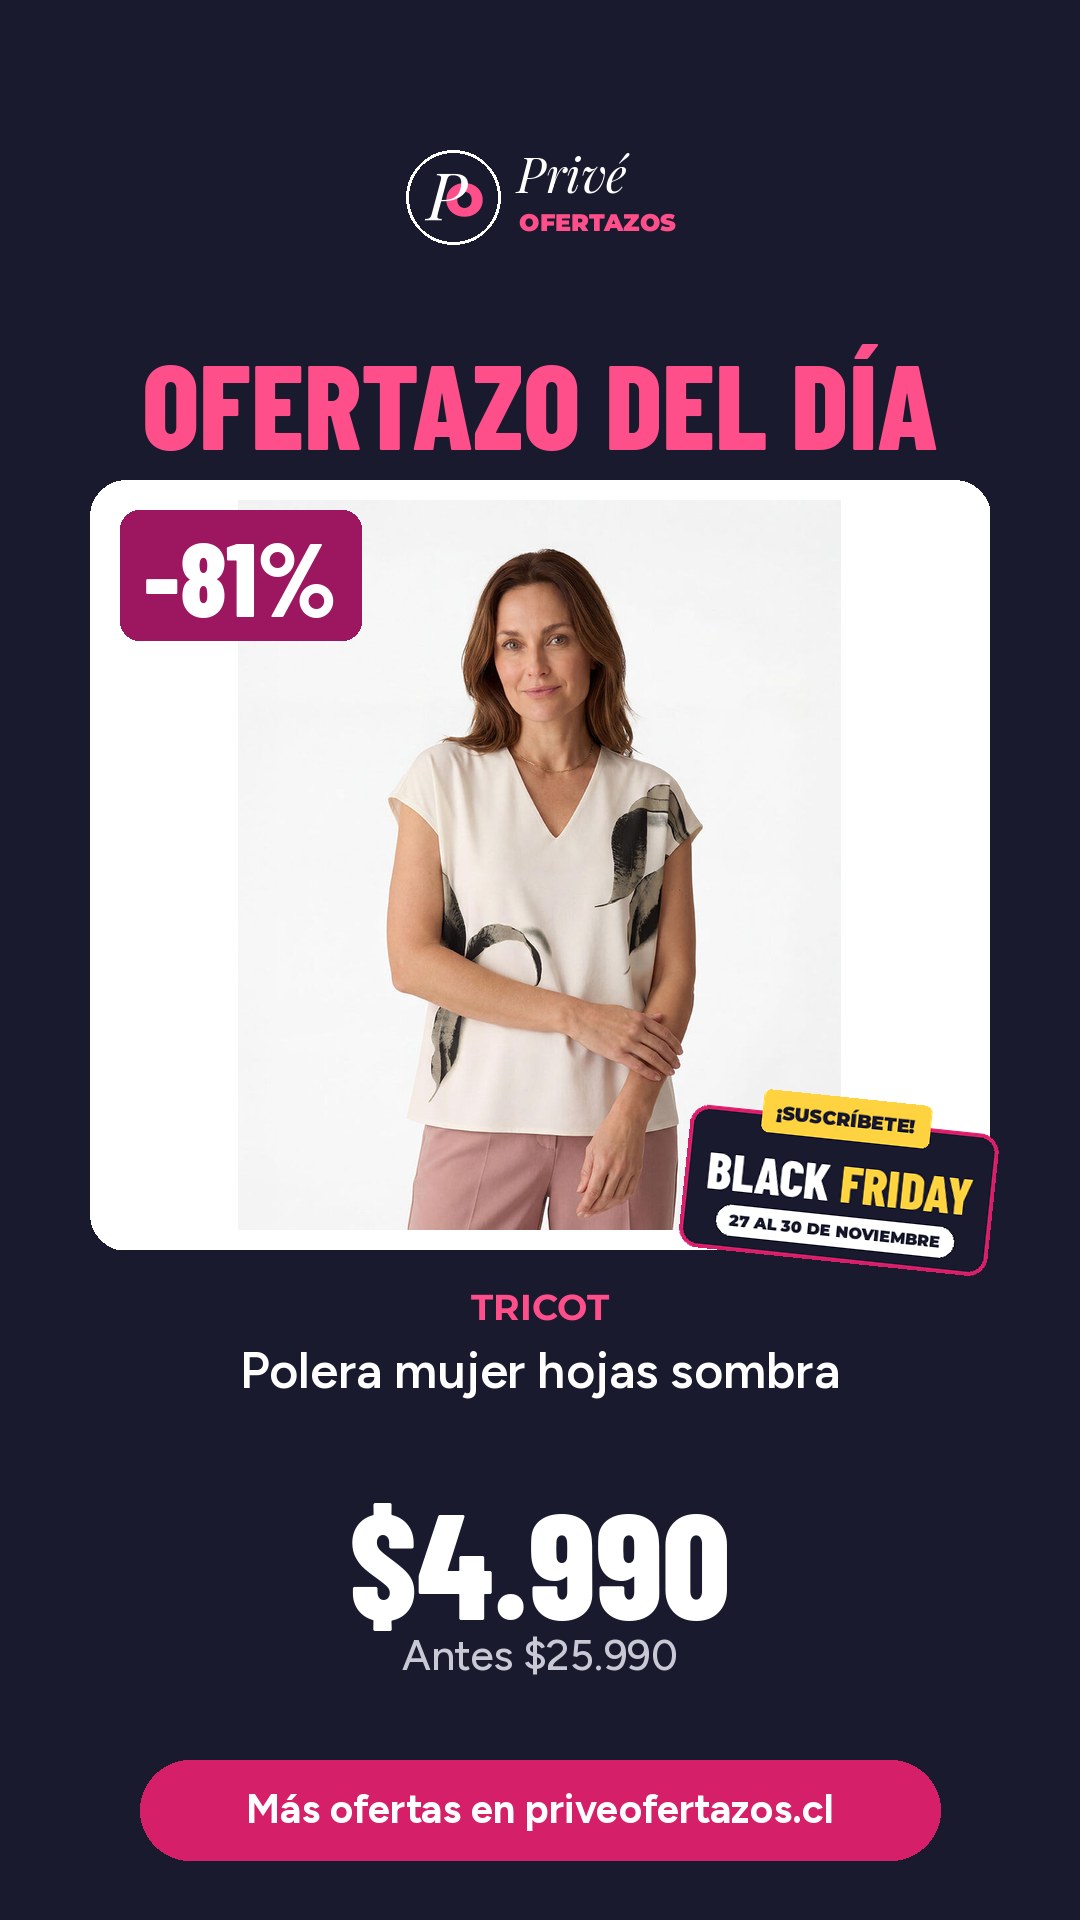 PO
Privé
OFERTAZOS
OFERTAZO DEL DÍA
-81%
¡SUSCRÍBETE!
BLACK FRIDAY
27 AL 30 DE NOVIEMBRE
TRICOT
Polera mujer hojas sombra
$4.990
Antes $25.990
Más ofertas en priveofertazos.cl